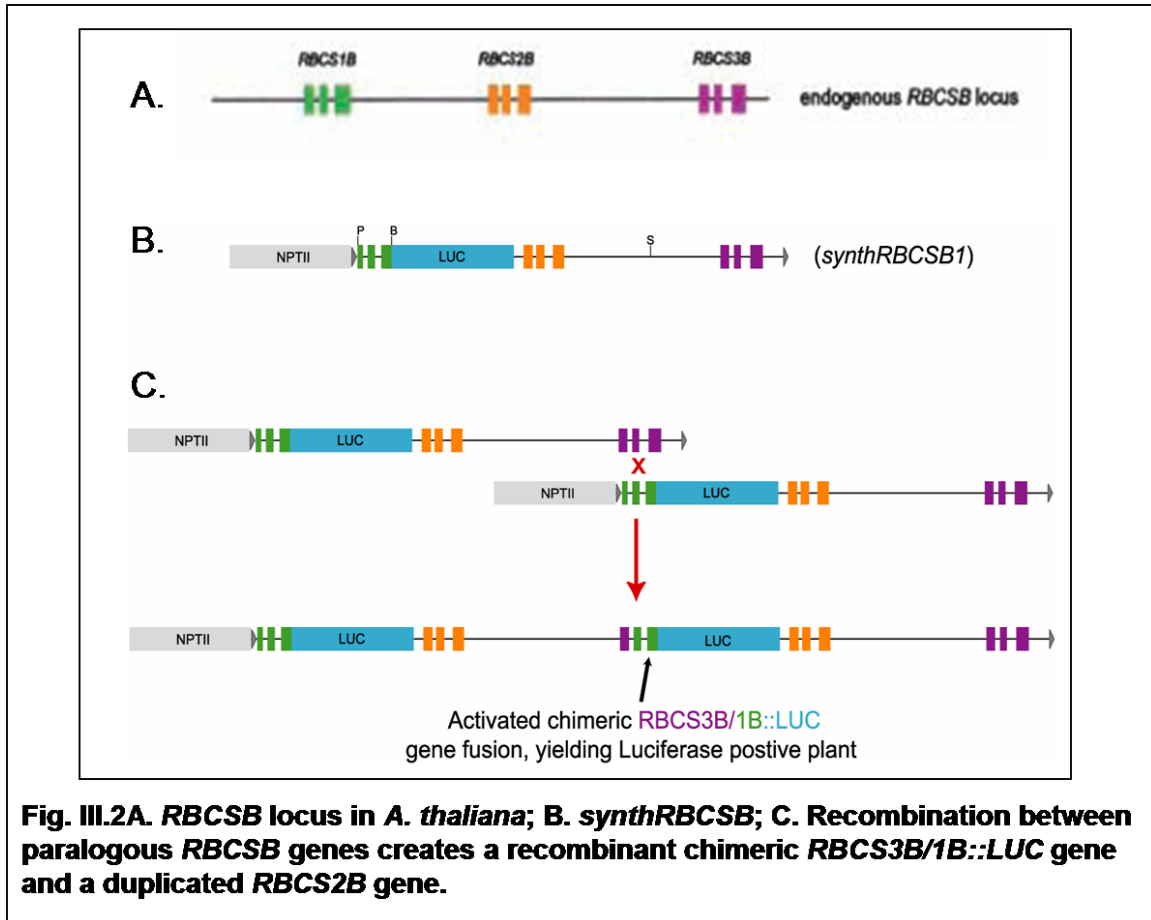 RBCS1B RBCS2B RBCS3B
A. endogenous RBCSB locus
P B S
B. NPTII LUC (synthRBCSB1)
C.
NPTII LUC
X
NPTII LUC
NPTII LUC LUC
Activated chimeric RBCS3B/1B::LUC
gene fusion, yielding Luciferase postive plant
Fig. III.2A. RBCSB locus in A. thaliana; B. synthRBCSB; C. Recombination between
paralogous RBCSB genes creates a recombinant chimeric RBCS3B/1B::LUC gene
and a duplicated RBCS2B gene.